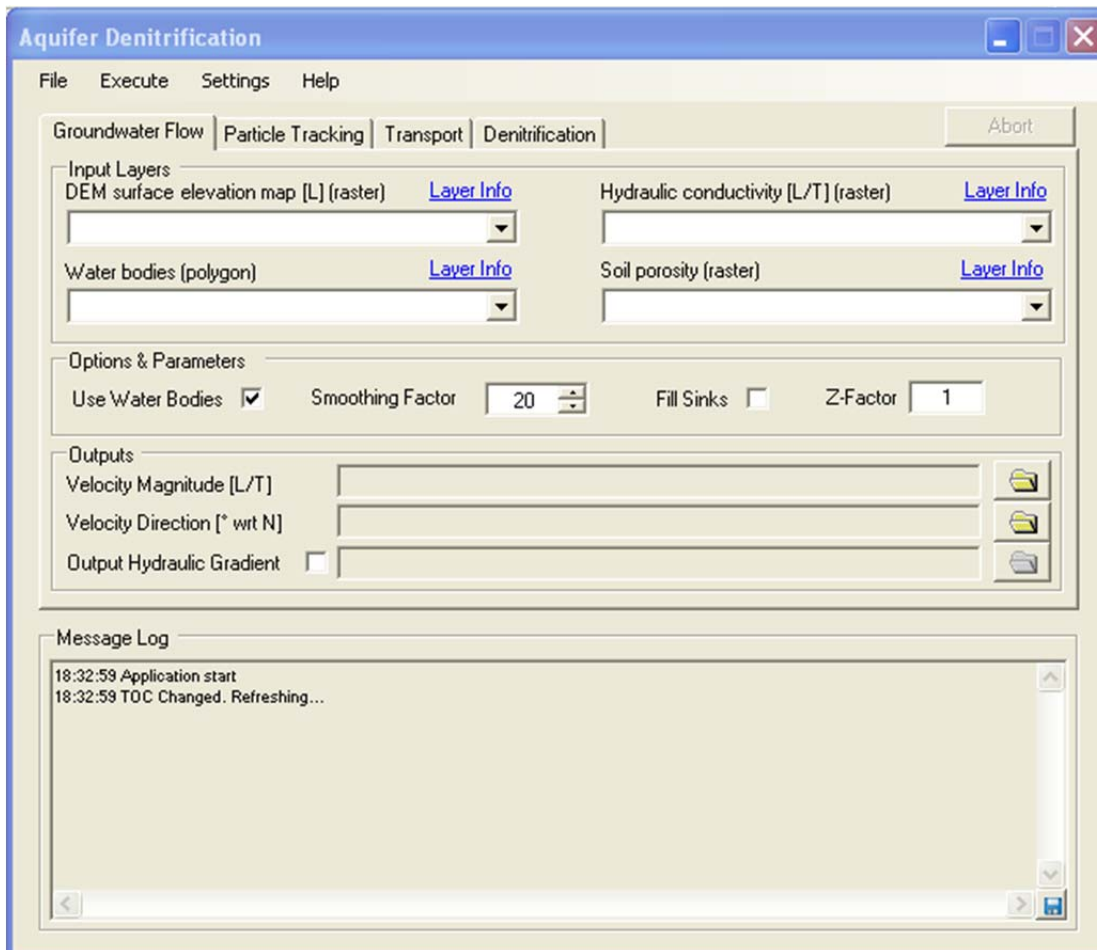 Aquifer Denitrification
File Execute Settings Help
Groundwater Flow Particle Tracking Transport Denitrification Abort
Input Layers
DEM surface elevation map [L] (raster) Layer Info Hydraulic conductivity [L/T] (raster) Layer Info
Water bodies (polygon) Layer Info Soil porosity (raster) Layer Info
Options & Parameters
Use Water Bodies Smoothing Factor 20 Fill Sinks Z-Factor 1
Outputs
Velocity Magnitude [L/T]
Velocity Direction [° wrt N]
Output Hydraulic Gradient
Message Log
18:32:59 Application start
18:32:59 TOC Changed. Refreshing...